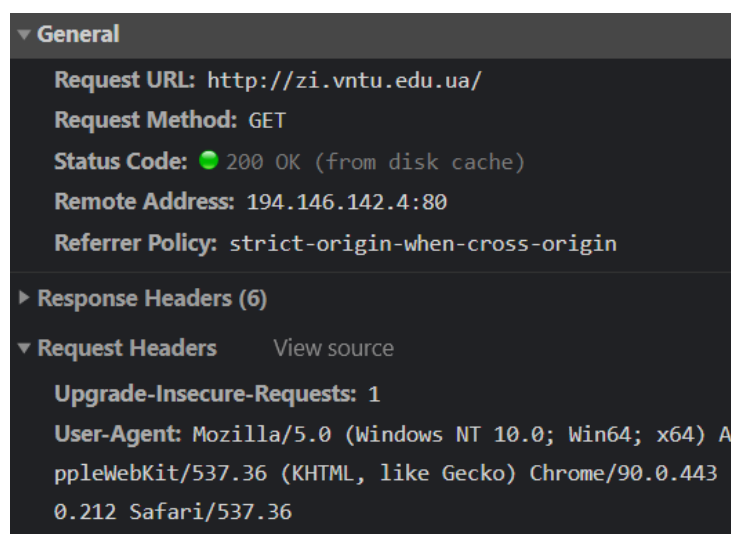 General
Request URL: http://zi.vntu.edu.ua/
Request Method: GET
Status Code: 200 OK (from disk cache)
Remote Address: 194.146.142.4:80
Referrer Policy: strict-origin-when-cross-origin
Response Headers (6)
Request Headers View source
Upgrade-Insecure-Requests: 1
User-Agent: Mozilla/5.0 (Windows NT 10.0; Win64; x64) A
ppleWebKit/537.36 (KHTML, like Gecko) Chrome/90.0.443
0.212 Safari/537.36